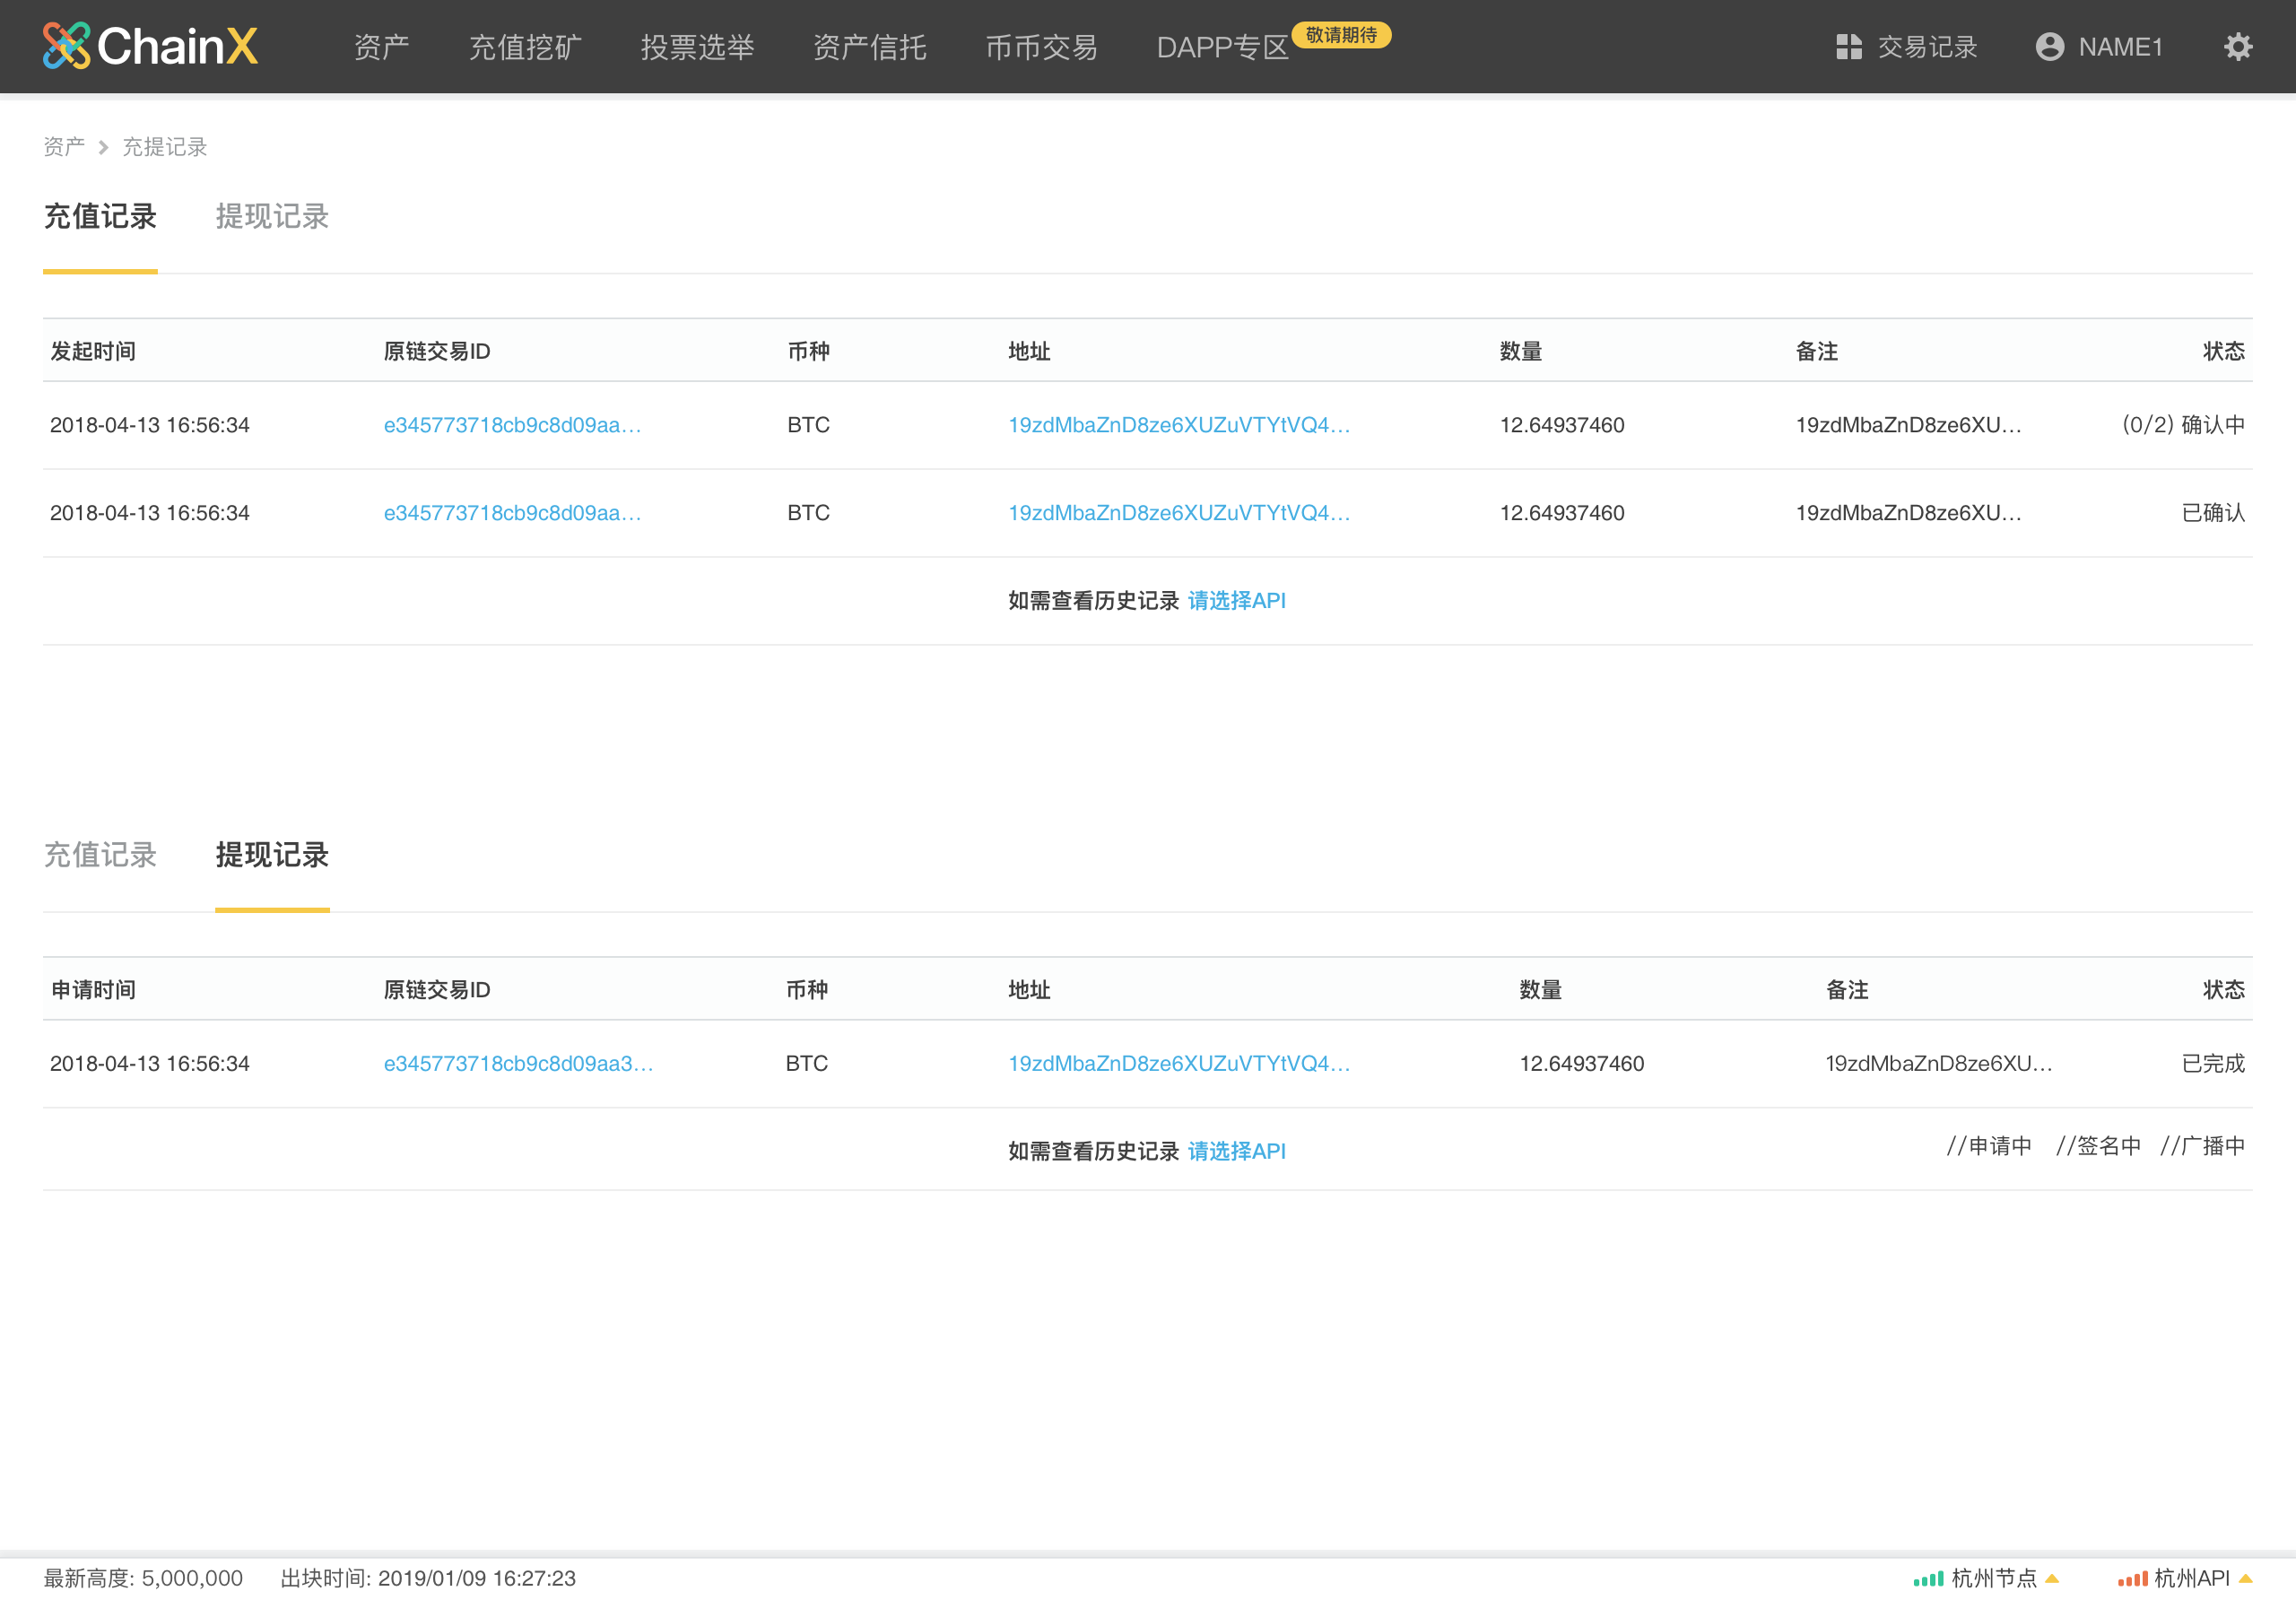 ChainX 资产 充值挖矿 投票选举 资产信托 币币交易 DAPP专区 敬请期待 交易记录 NAME1
资产 充提记录
充值记录 提现记录
发起时间 原链交易ID 币种 地址 数量 备注 状态
2018-04-13 16:56:34 e345773718cb9c8d09aa... BTC 19zdMbaZnD8ze6XUZuVTYtVQ4... 12.64937460 19zdMbaZnD8ze6XU... (0/2) 确认中
2018-04-13 16:56:34 e345773718cb9c8d09aa... BTC 19zdMbaZnD8ze6XUZuVTYtVQ4... 12.64937460 19zdMbaZnD8ze6XU... 已确认
如需查看历史记录 请选择API
充值记录 提现记录
申请时间 原链交易ID 币种 地址 数量 备注 状态
2018-04-13 16:56:34 e345773718cb9c8d09aa3... BTC 19zdMbaZnD8ze6XUZuVTYtVQ4... 12.64937460 19zdMbaZnD8ze6XU... 已完成
如需查看历史记录 请选择API //申请中 //签名中 //广播中
最新高度: 5,000,000 出块时间: 2019/01/09 16:27:23 杭州节点 杭州API